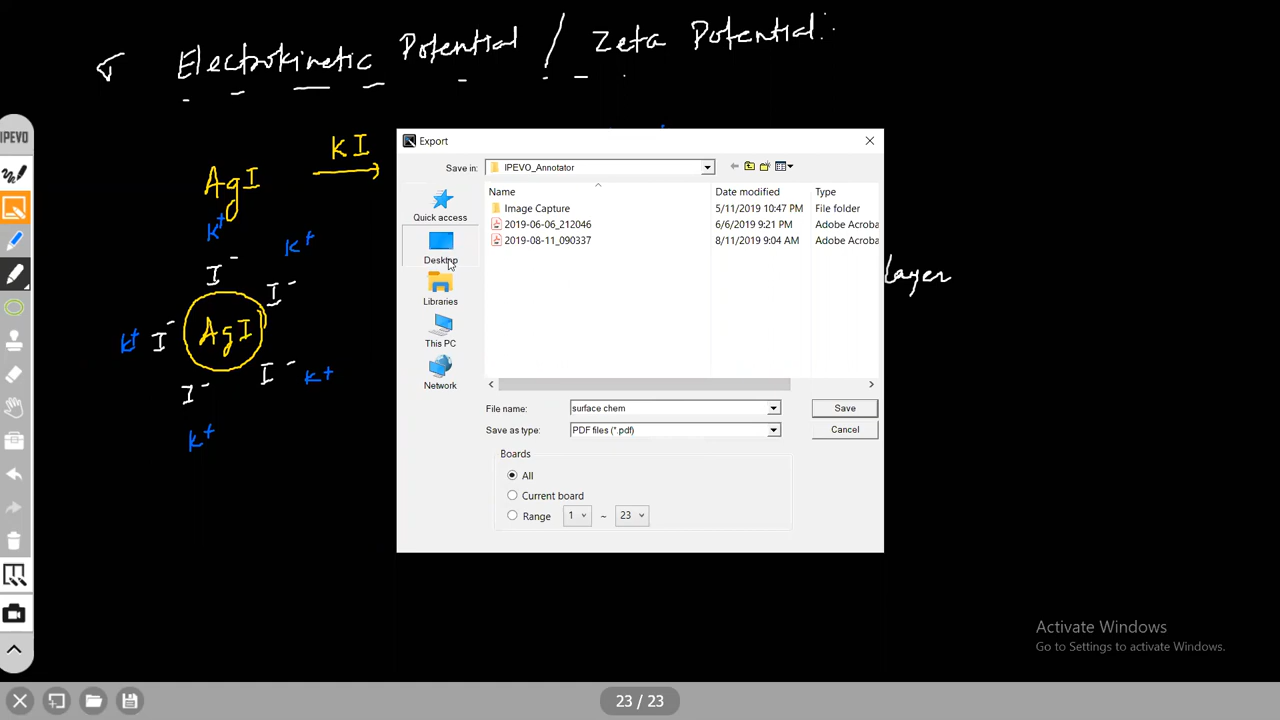 Electrokinetic Potential / Zeta Potential:
IPEVO
AgI
KI
K+
K+
I-
I-
K+ I-
AgI
I-
K+
I-
K+
layer
Export
Save in: IPEVO_Annotator
Quick access
Desktop
Libraries
This PC
Network
Name Date modified Type
Image Capture 5/11/2019 10:47 PM File folder
2019-06-06_212046 6/6/2019 9:21 PM Adobe Acroba
2019-08-11_090337 8/11/2019 9:04 AM Adobe Acroba
File name: surface chem Save
Save as type: PDF files (*.pdf) Cancel
Boards
All
Current board
Range 1 ~ 23
Activate Windows
Go to Settings to activate Windows.
23 / 23